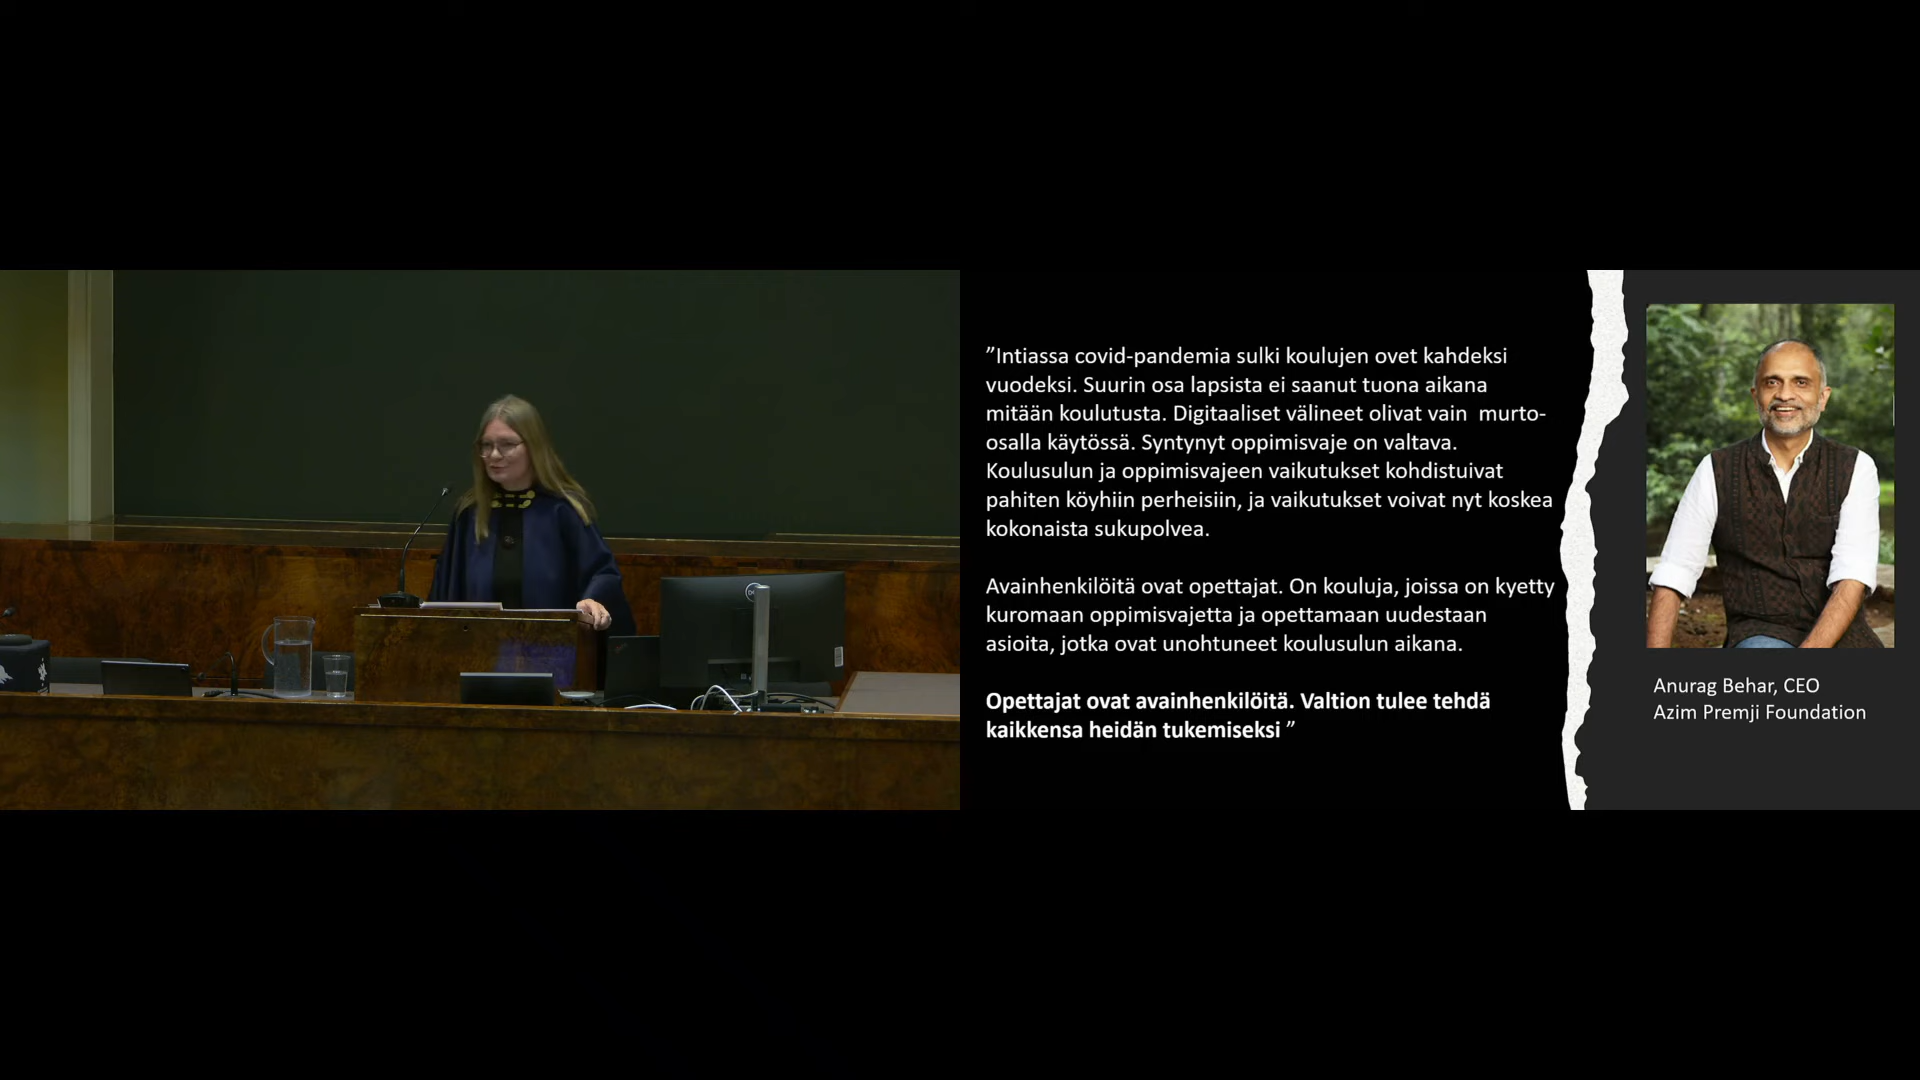 ”Intiassa covid-pandemia sulki koulujen ovet kahdeksi
vuodeksi. Suurin osa lapsista ei saanut tuona aikana
mitään koulutusta. Digitaaliset välineet olivat vain  murto-
osalla käytössä. Syntynyt oppimisvaje on valtava.
Koulusulun ja oppimisvajeen vaikutukset kohdistuivat
pahiten köyhiin perheisiin, ja vaikutukset voivat nyt koskea
kokonaista sukupolvea.
Avainhenkilöitä ovat opettajat. On kouluja, joissa on kyetty
kuromaan oppimisvajetta ja opettamaan uudestaan
asioita, jotka ovat unohtuneet koulusulun aikana.
Opettajat ovat avainhenkilöitä. Valtion tulee tehdä
kaikkensa heidän tukemiseksi ”
Anurag Behar, CEO
Azim Premji Foundation